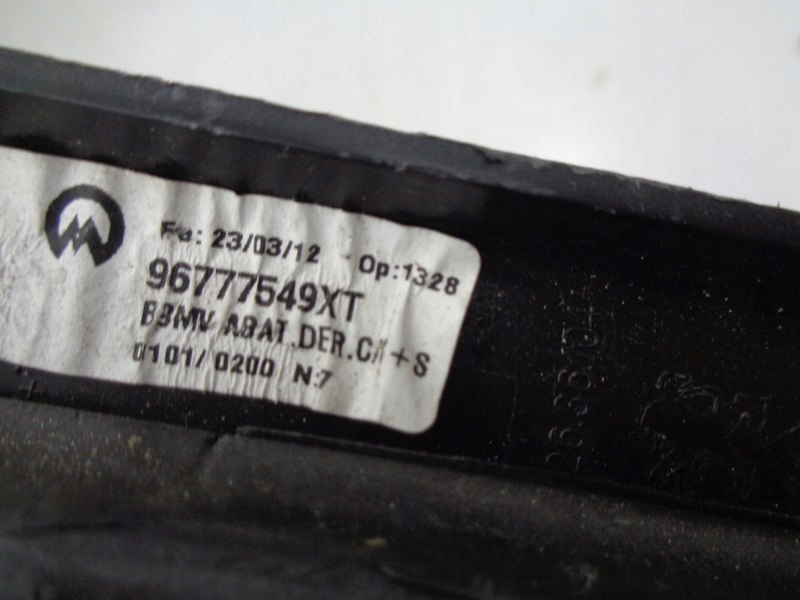 Fa: 23/03/12 Op:1328
96777549XT
BBMV ABAT.DER.C/I+S
0101/0200 N:7